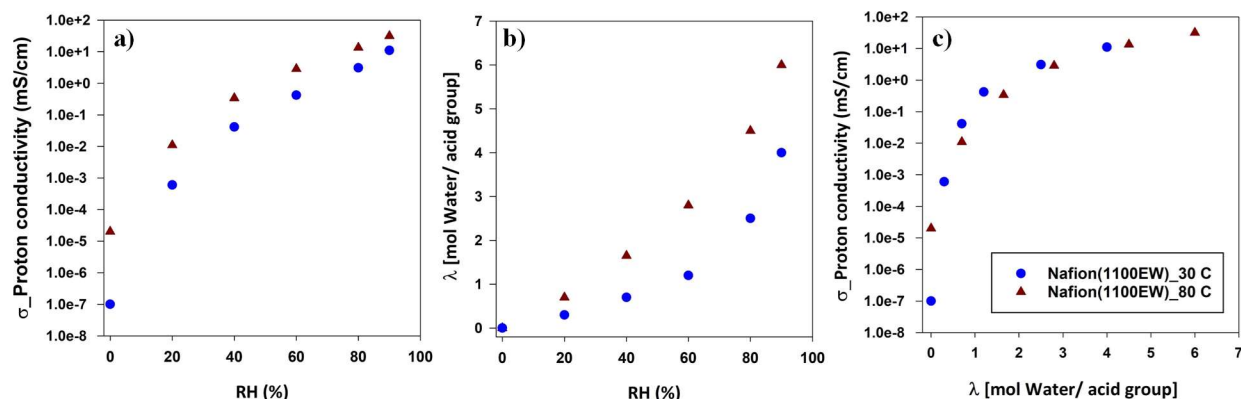 a)
σ_Proton conductivity (mS/cm)
1.0e+2
1.0e+1
1.0e+0
1.0e-1
1.0e-2
1.0e-3
1.0e-4
1.0e-5
1.0e-6
1.0e-7
1.0e-8
0 20 40 60 80 100
RH (%)
b)
λ [mol Water/ acid group]
7
6
5
4
3
2
1
0
0 20 40 60 80 100
RH (%)
c)
σ_Proton conductivity (mS/cm)
1.0e+2
1.0e+1
1.0e+0
1.0e-1
1.0e-2
1.0e-3
1.0e-4
1.0e-5
1.0e-6
1.0e-7
1.0e-8
Nafion(1100EW)_30 C
Nafion(1100EW)_80 C
0 1 2 3 4 5 6 7
λ [mol Water/ acid group]